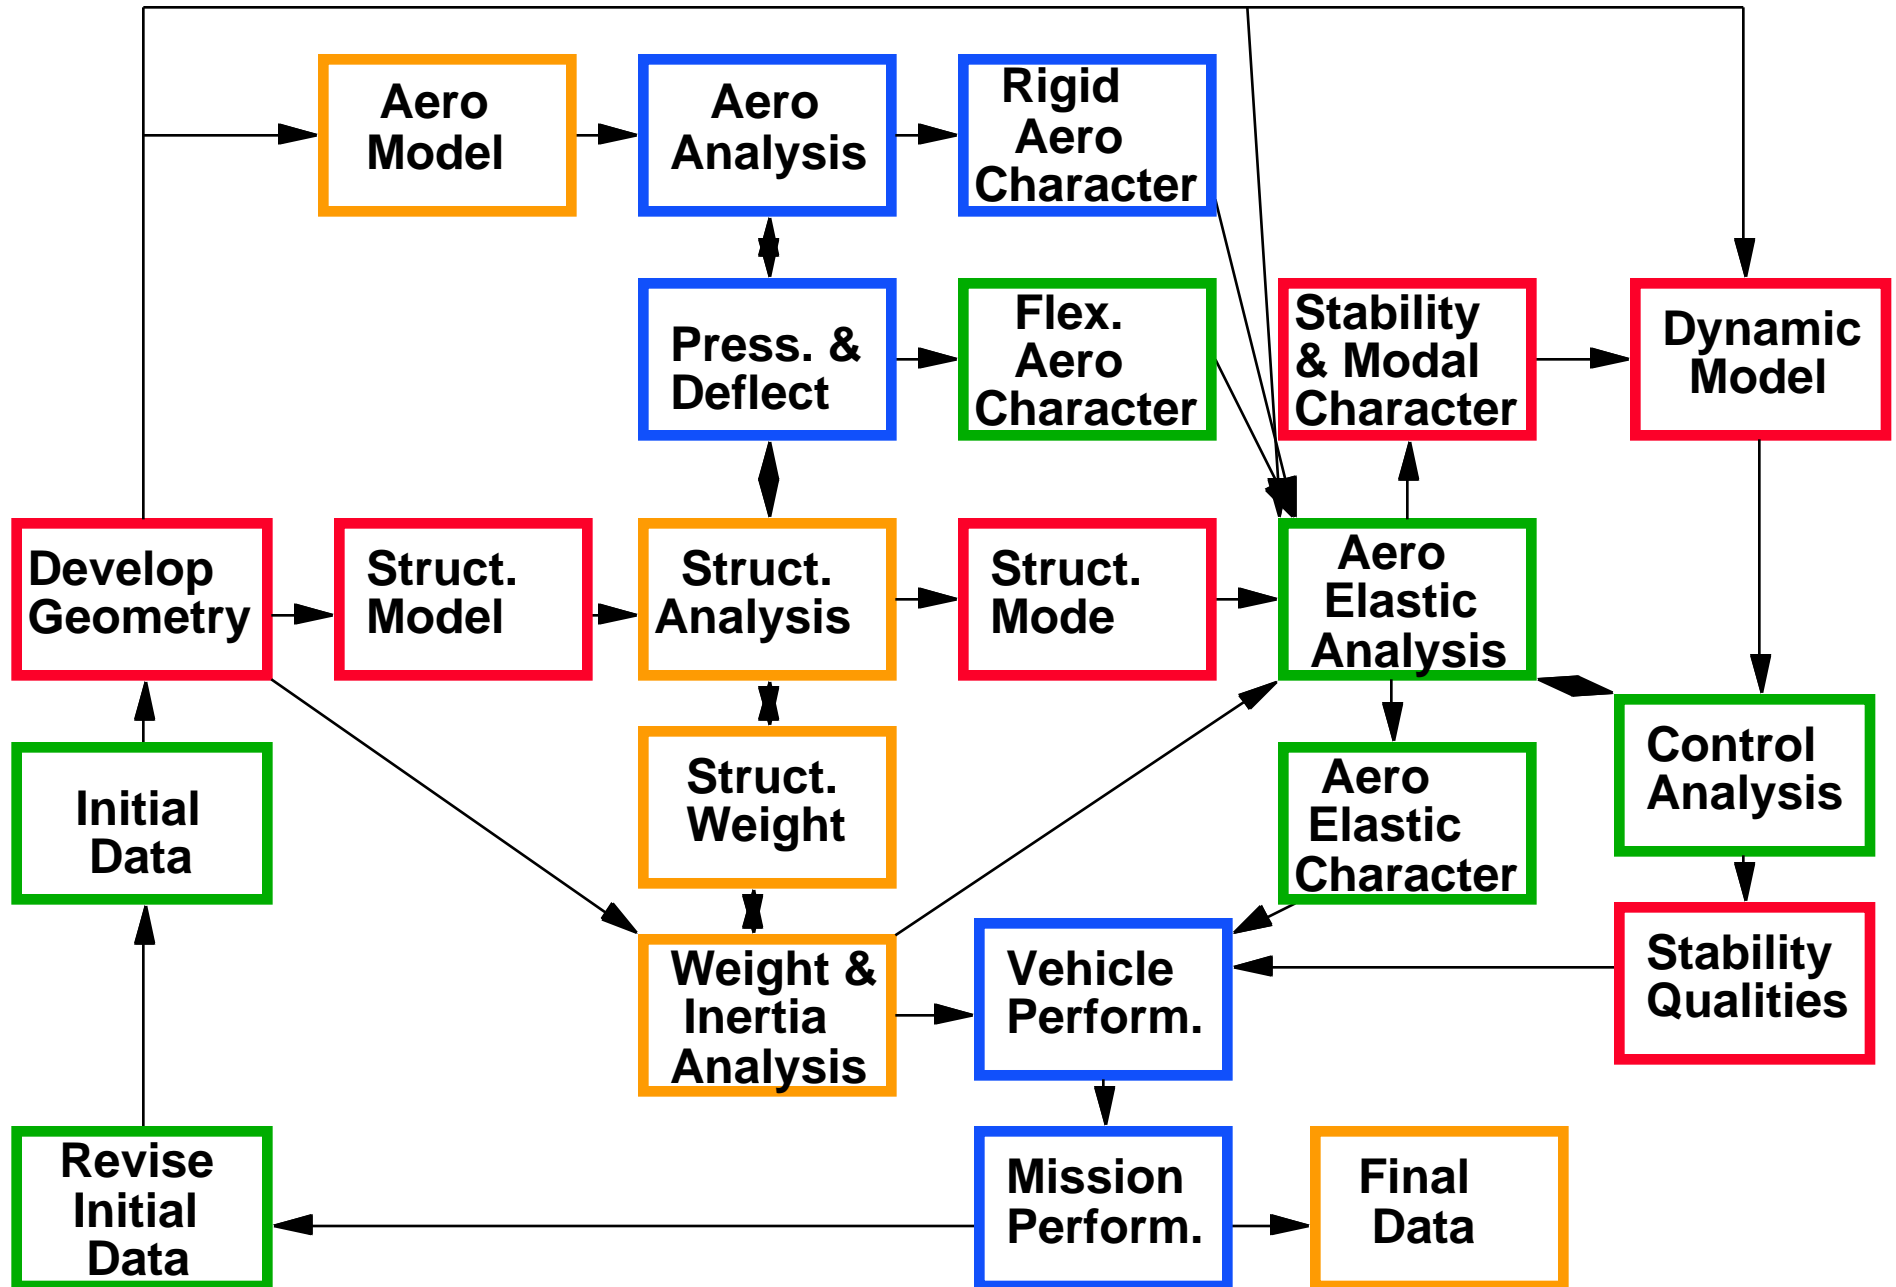 Aero
Model
Aero
Analysis
Rigid
Aero
Character
Press. &
Deflect
Flex.
Aero
Character
Stability
& Modal
Character
Dynamic
Model
Develop
Geometry
Struct.
Model
Struct.
Analysis
Struct.
Mode
Aero
Elastic
Analysis
Initial
Data
Struct.
Weight
Aero
Elastic
Character
Control
Analysis
Weight &
Inertia
Analysis
Vehicle
Perform.
Stability
Qualities
Revise
Initial
Data
Mission
Perform.
Final
Data